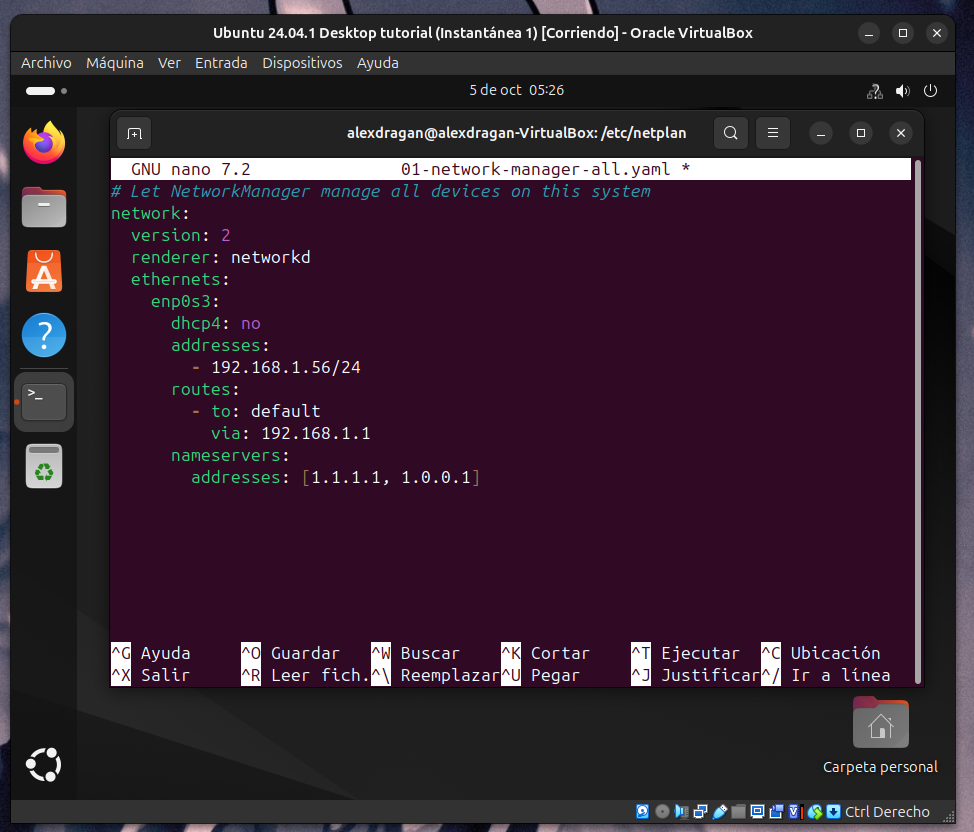 Ubuntu 24.04.1 Desktop tutorial (Instantánea 1) [Corriendo] - Oracle VirtualBox
Archivo Máquina Ver Entrada Dispositivos Ayuda
5 de oct 05:26
alexdragan@alexdragan-VirtualBox: /etc/netplan
GNU nano 7.2 01-network-manager-all.yaml *
# Let NetworkManager manage all devices on this system
network:
  version: 2
  renderer: networkd
  ethernets:
    enp0s3:
      dhcp4: no
      addresses:
        - 192.168.1.56/24
      routes:
        - to: default
          via: 192.168.1.1
      nameservers:
        addresses: [1.1.1.1, 1.0.0.1]
^G Ayuda ^O Guardar ^W Buscar ^K Cortar ^T Ejecutar ^C Ubicación
^X Salir ^R Leer fich. ^\ Reemplazar ^U Pegar ^J Justificar ^/ Ir a línea
Carpeta personal
Ctrl Derecho